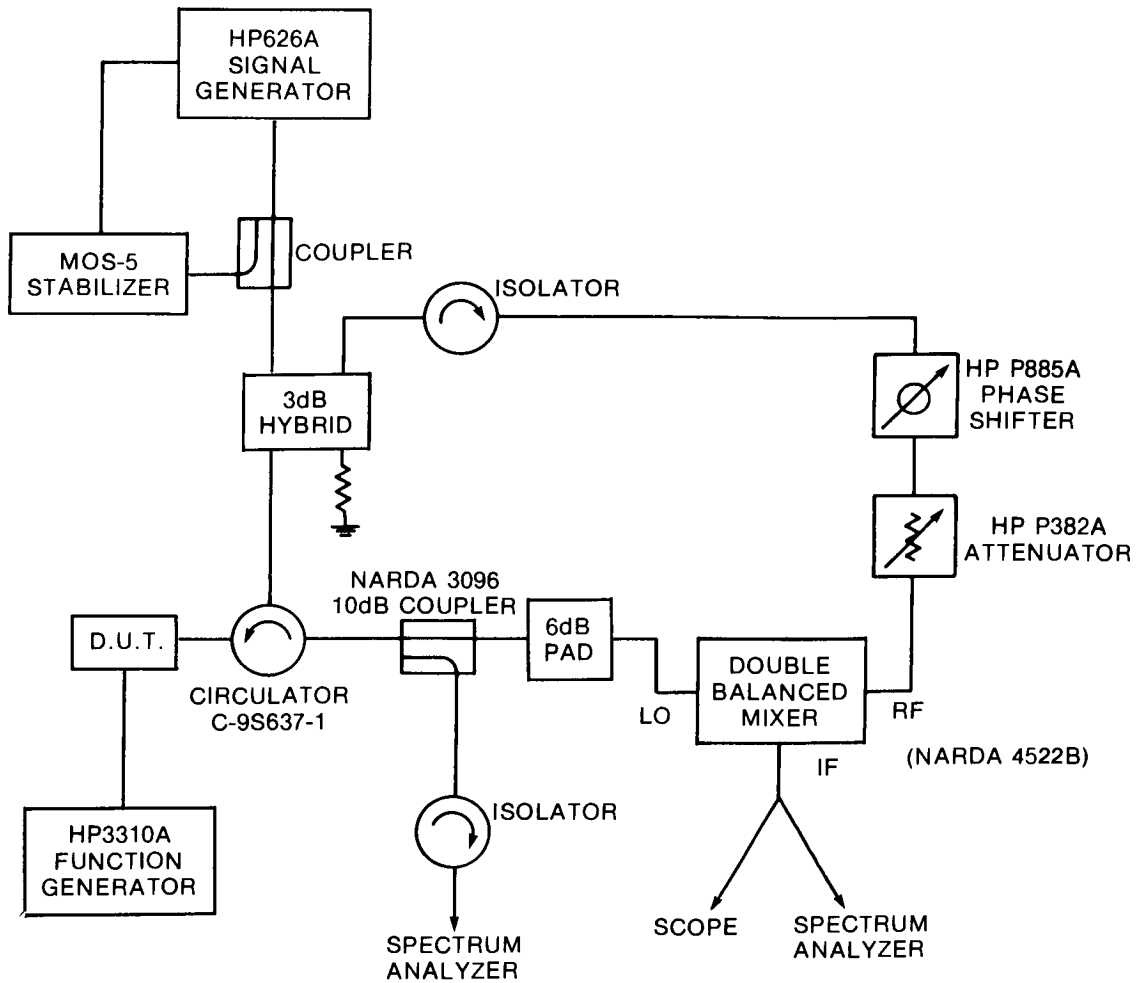 HP626A
SIGNAL
GENERATOR
MOS-5
STABILIZER
COUPLER
ISOLATOR
3dB
HYBRID
HP P885A
PHASE
SHIFTER
HP P382A
ATTENUATOR
NARDA 3096
10dB COUPLER
6dB
PAD
D.U.T.
CIRCULATOR
C-9S637-1
LO
DOUBLE
BALANCED
MIXER
RF
IF
(NARDA 4522B)
HP3310A
FUNCTION
GENERATOR
ISOLATOR
SPECTRUM
ANALYZER
SCOPE
SPECTRUM
ANALYZER